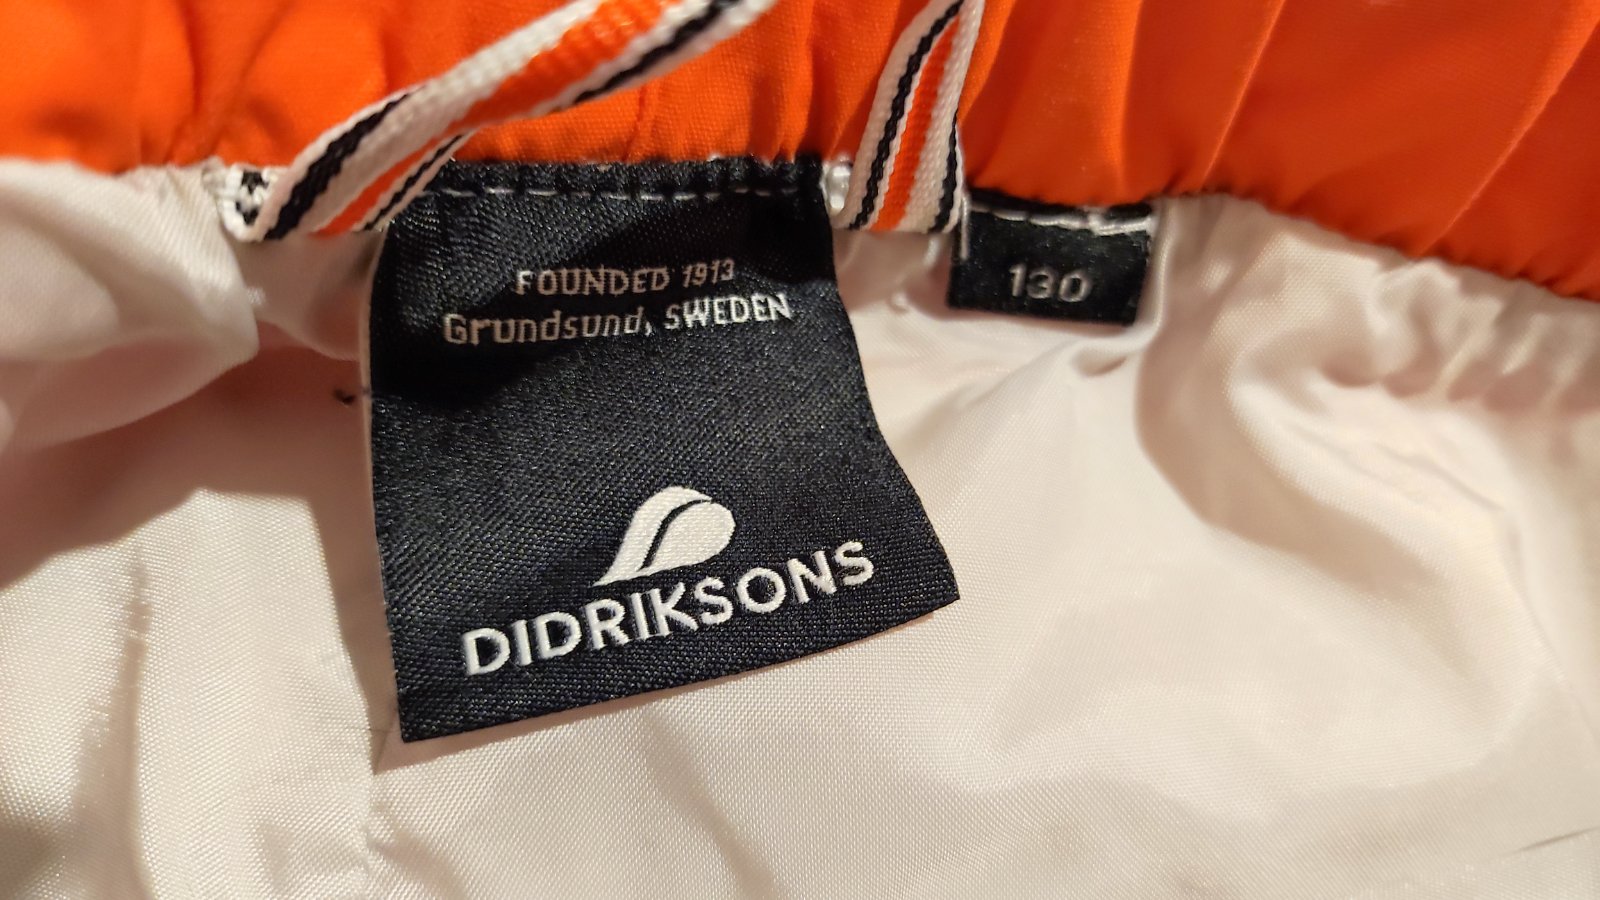 FOUNDED 1913
Grundsund, SWEDEN
DIDRIKSONS
130